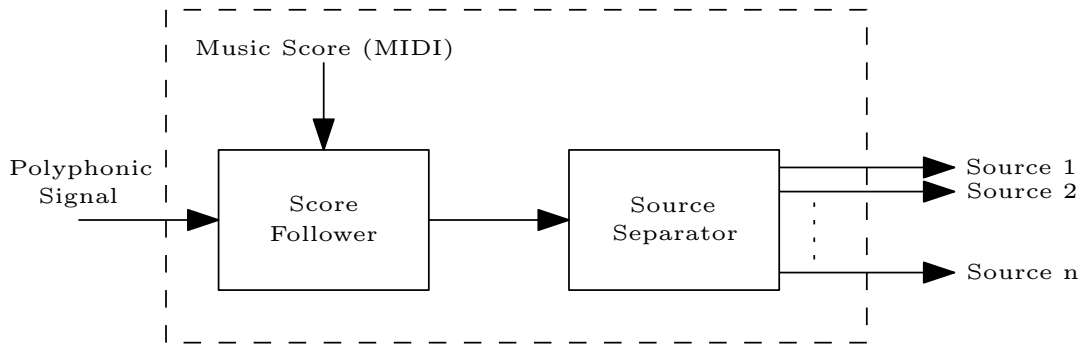 Music Score (MIDI)
Polyphonic
Signal
Score
Follower
Source
Separator
Source 1
Source 2
Source n